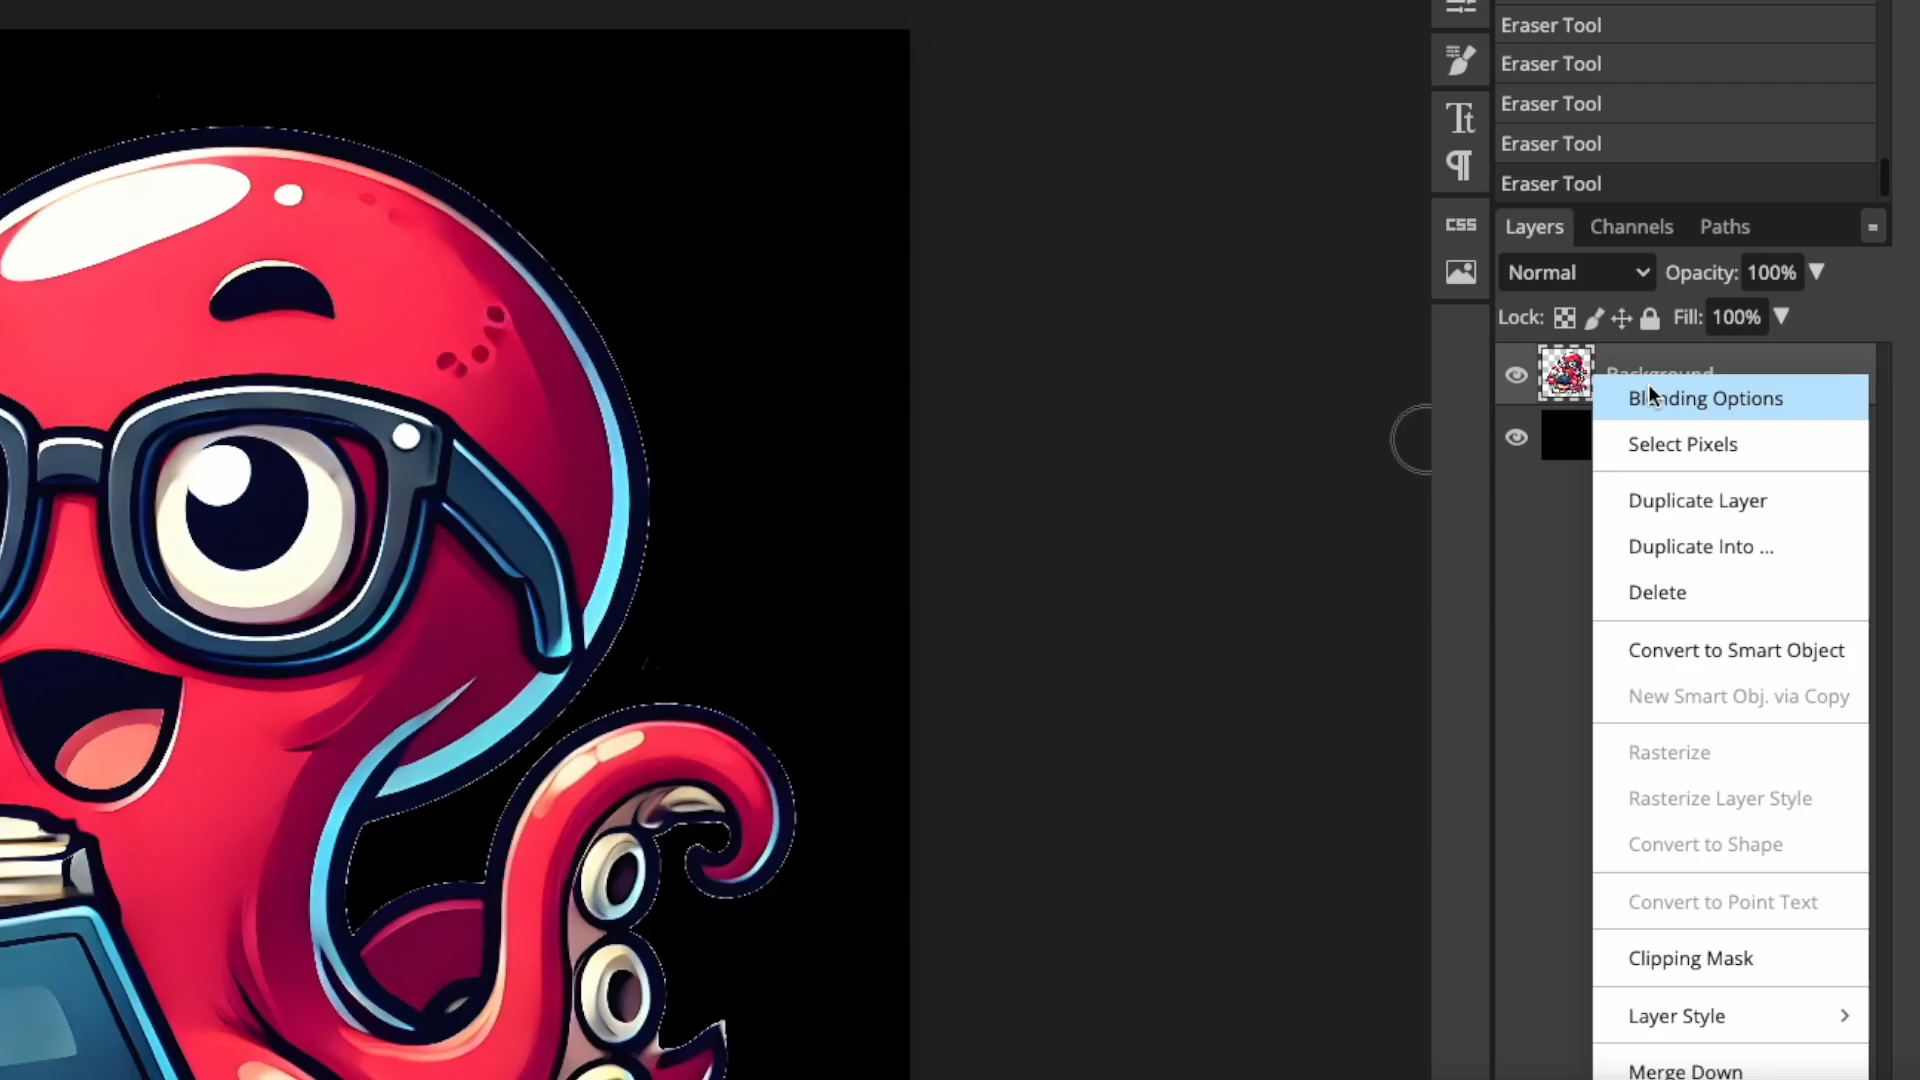 Eraser Tool
Eraser Tool
Eraser Tool
Eraser Tool
Eraser Tool
Tt
CSS
Layers Channels Paths
Normal Opacity: 100%
Lock: Fill: 100%
Background
Blending Options
Select Pixels
Duplicate Layer
Duplicate Into ...
Delete
Convert to Smart Object
New Smart Obj. via Copy
Rasterize
Rasterize Layer Style
Convert to Shape
Convert to Point Text
Clipping Mask
Layer Style
Merge Down